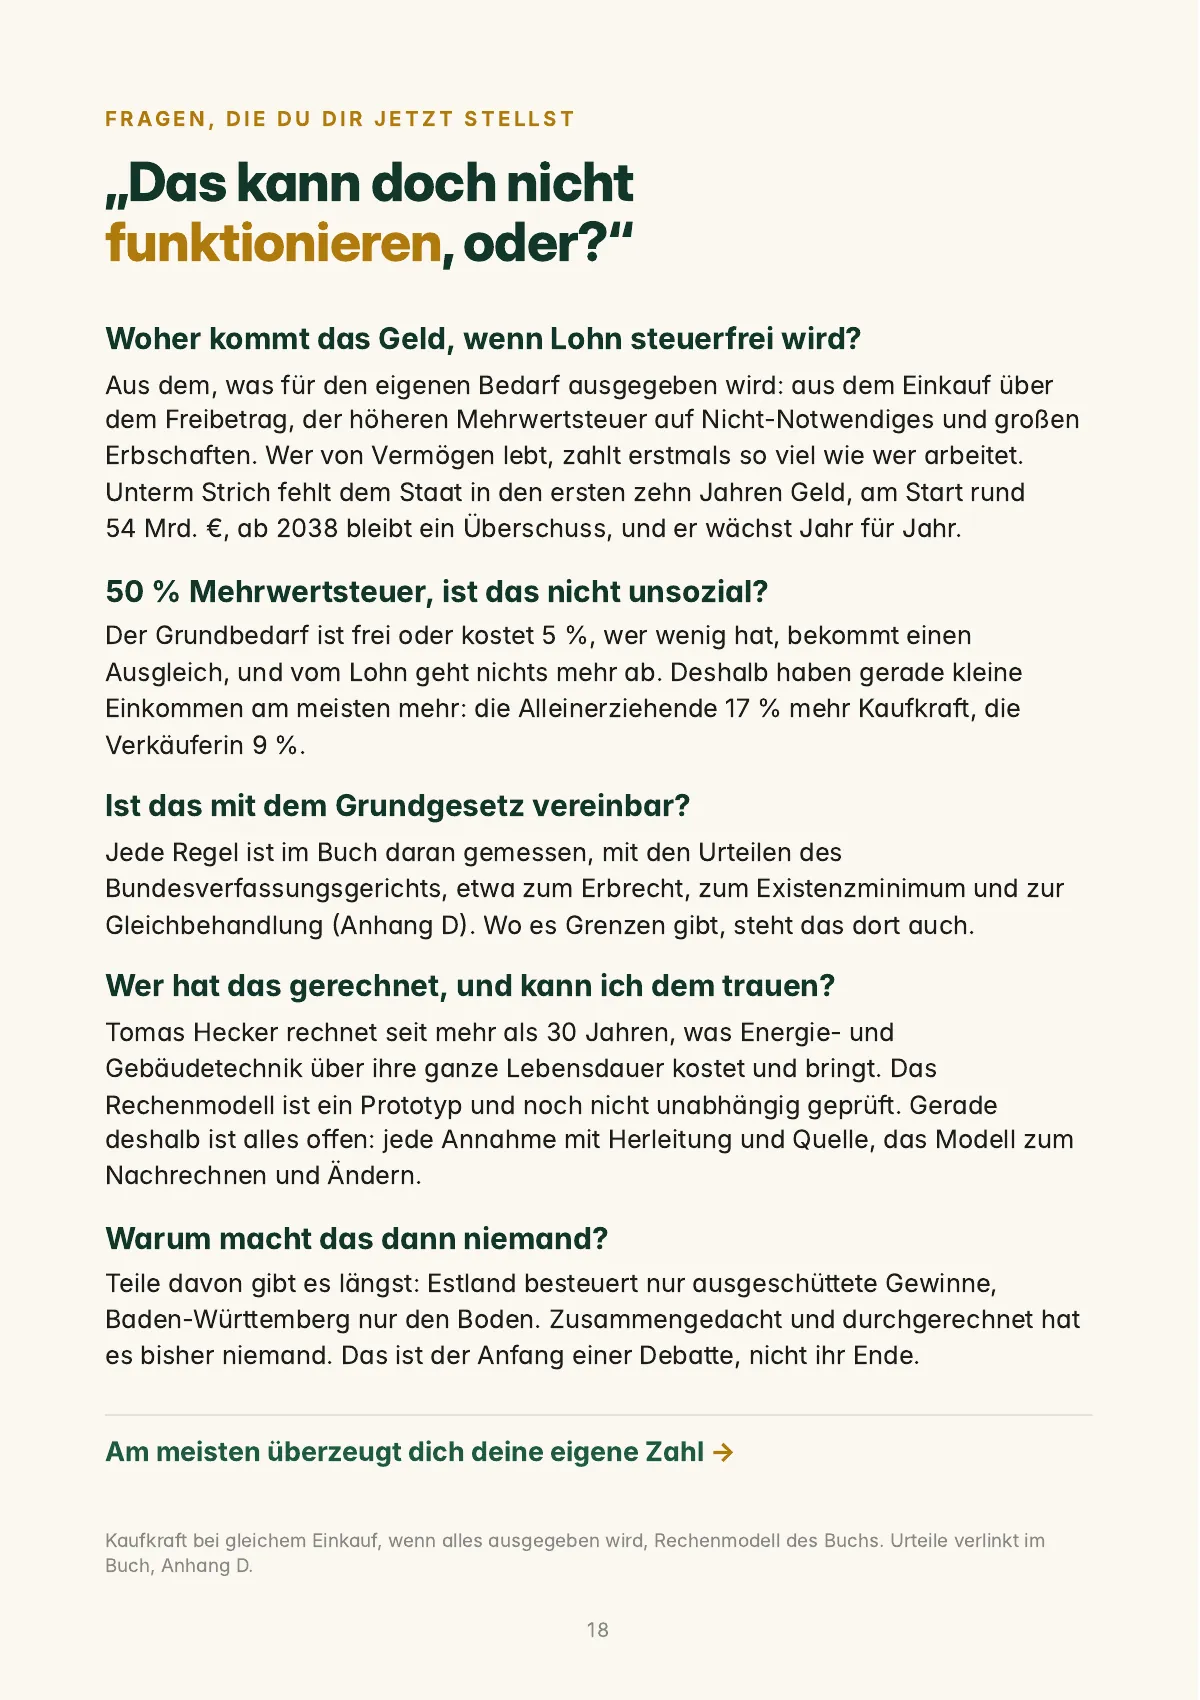 FRAGEN, DIE DU DIR JETZT STELLST
„Das kann doch nicht
funktionieren, oder?“
Woher kommt das Geld, wenn Lohn steuerfrei wird?
Aus dem, was für den eigenen Bedarf ausgegeben wird: aus dem Einkauf über
dem Freibetrag, der höheren Mehrwertsteuer auf Nicht-Notwendiges und großen
Erbschaften. Wer von Vermögen lebt, zahlt erstmals so viel wie wer arbeitet.
Unterm Strich fehlt dem Staat in den ersten zehn Jahren Geld, am Start rund
54 Mrd. €, ab 2038 bleibt ein Überschuss, und er wächst Jahr für Jahr.
50 % Mehrwertsteuer, ist das nicht unsozial?
Der Grundbedarf ist frei oder kostet 5 %, wer wenig hat, bekommt einen
Ausgleich, und vom Lohn geht nichts mehr ab. Deshalb haben gerade kleine
Einkommen am meisten mehr: die Alleinerziehende 17 % mehr Kaufkraft, die
Verkäuferin 9 %.
Ist das mit dem Grundgesetz vereinbar?
Jede Regel ist im Buch daran gemessen, mit den Urteilen des
Bundesverfassungsgerichts, etwa zum Erbrecht, zum Existenzminimum und zur
Gleichbehandlung (Anhang D). Wo es Grenzen gibt, steht das dort auch.
Wer hat das gerechnet, und kann ich dem trauen?
Tomas Hecker rechnet seit mehr als 30 Jahren, was Energie- und
Gebäudetechnik über ihre ganze Lebensdauer kostet und bringt. Das
Rechenmodell ist ein Prototyp und noch nicht unabhängig geprüft. Gerade
deshalb ist alles offen: jede Annahme mit Herleitung und Quelle, das Modell zum
Nachrechnen und Ändern.
Warum macht das dann niemand?
Teile davon gibt es längst: Estland besteuert nur ausgeschüttete Gewinne,
Baden-Württemberg nur den Boden. Zusammengedacht und durchgerechnet hat
es bisher niemand. Das ist der Anfang einer Debatte, nicht ihr Ende.
Am meisten überzeugt dich deine eigene Zahl →
Kaufkraft bei gleichem Einkauf, wenn alles ausgegeben wird, Rechenmodell des Buchs. Urteile verlinkt im
Buch, Anhang D.
18